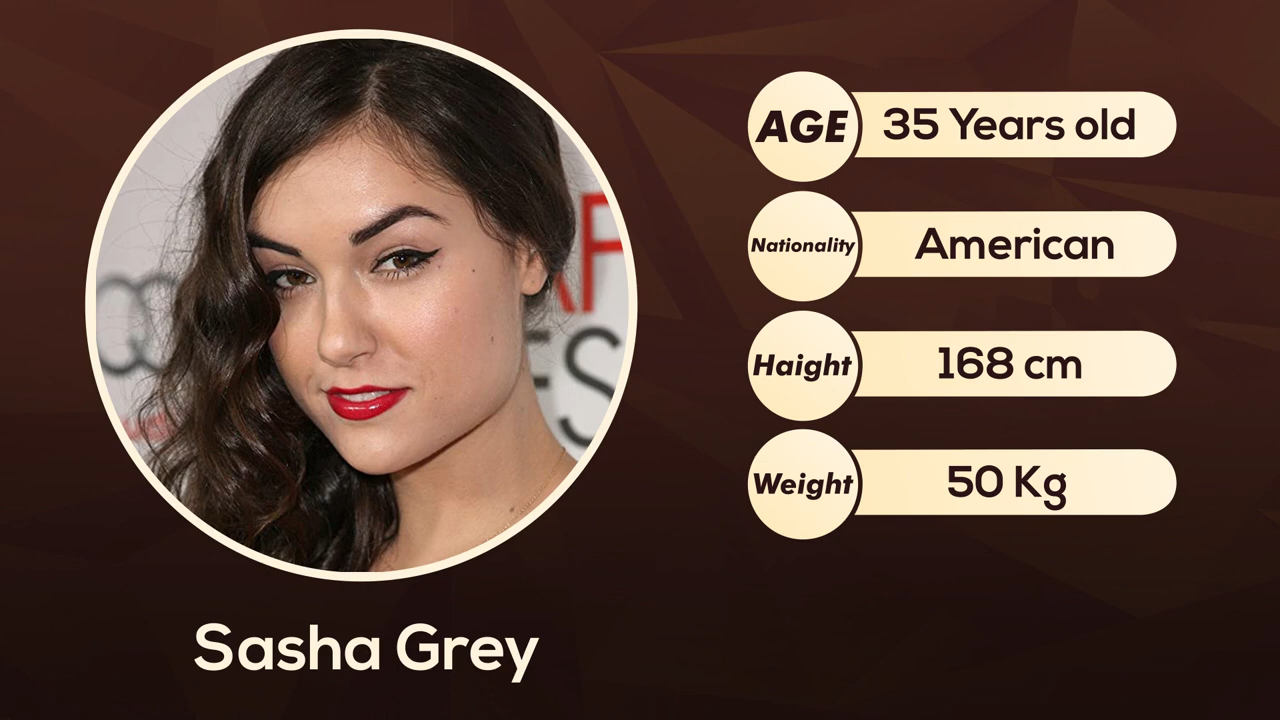 AGE 35 Years old
Nationality American
Haight 168 cm
Weight 50 Kg
Sasha Grey